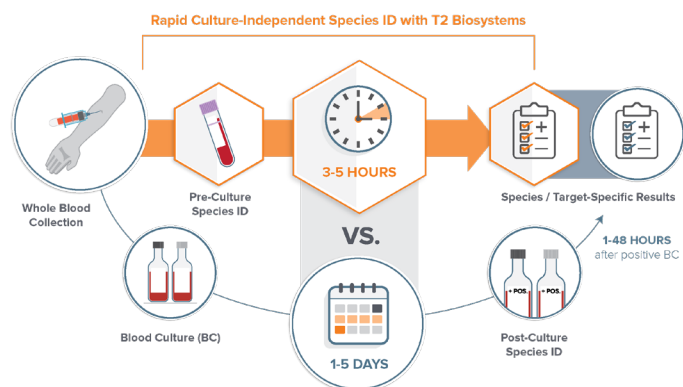 Rapid Culture-Independent Species ID with T2 Biosystems
3-5 HOURS
Whole Blood
Collection
Pre-Culture
Species ID
Species / Target-Specific Results
VS.
1-48 HOURS
after positive BC
+ POS.
+ POS.
Blood Culture (BC)
1-5 DAYS
Post-Culture
Species ID